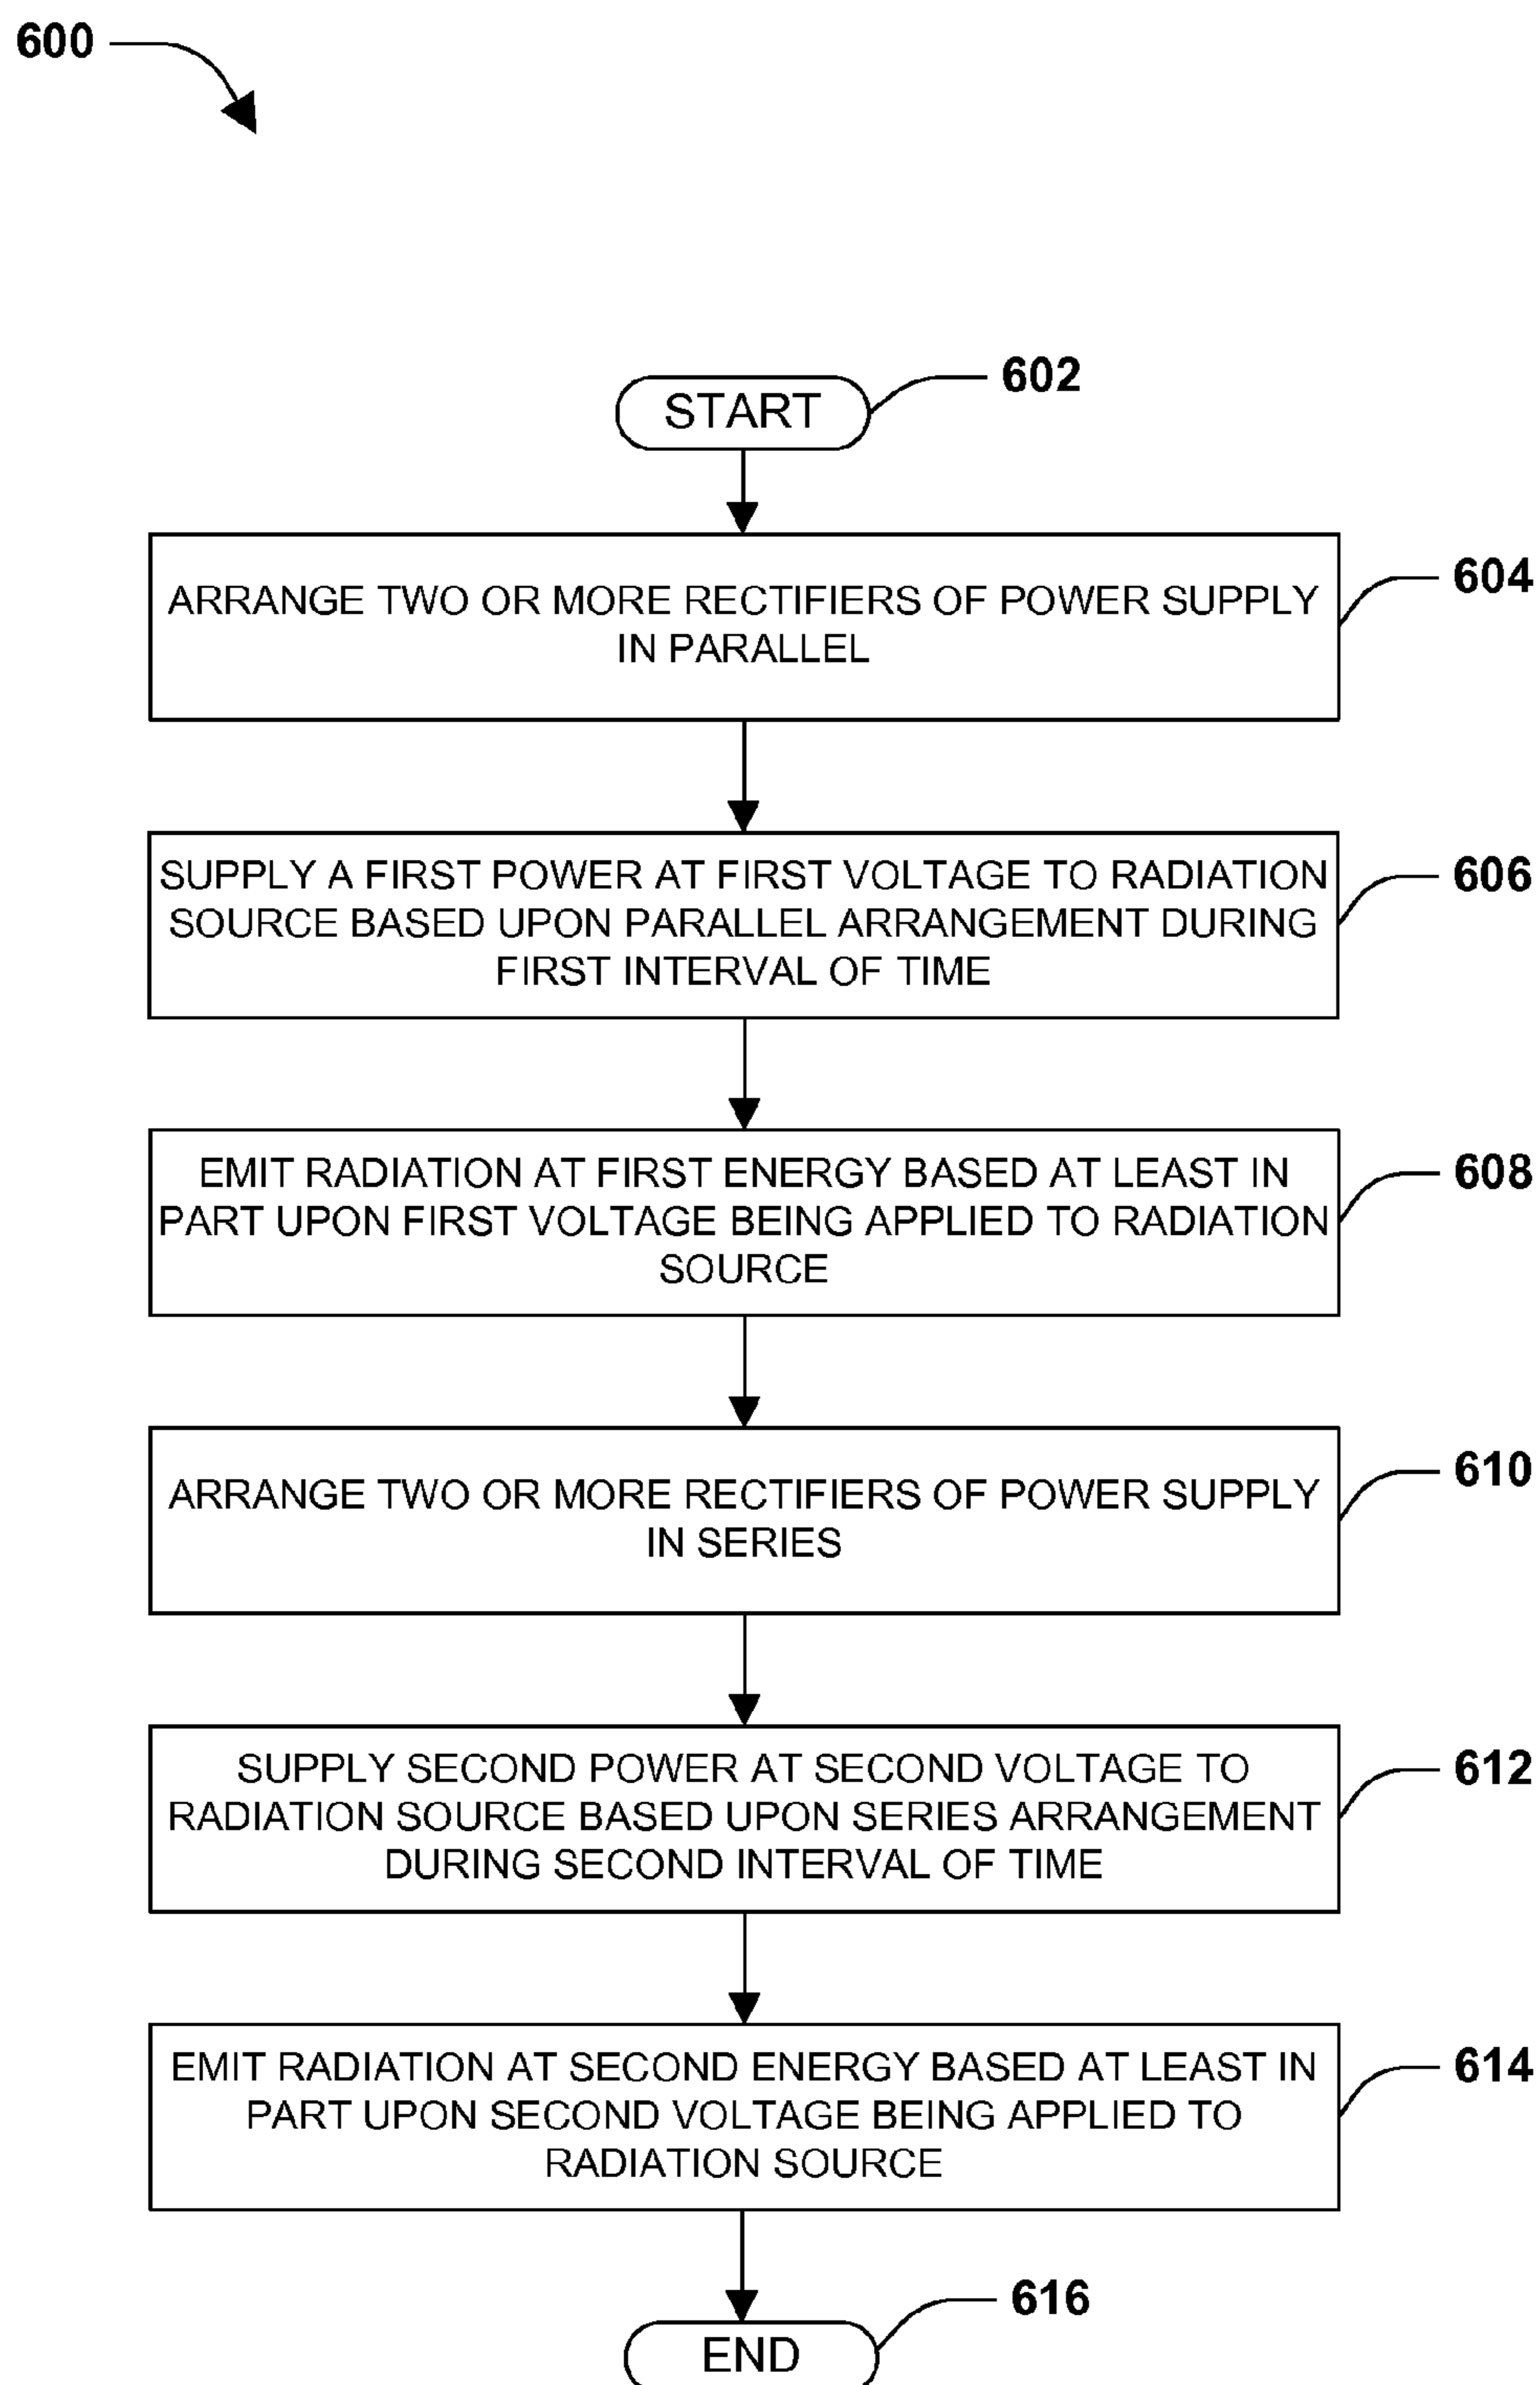 600
START
602
ARRANGE TWO OR MORE RECTIFIERS OF POWER SUPPLY
IN PARALLEL
604
SUPPLY A FIRST POWER AT FIRST VOLTAGE TO RADIATION
SOURCE BASED UPON PARALLEL ARRANGEMENT DURING
FIRST INTERVAL OF TIME
606
EMIT RADIATION AT FIRST ENERGY BASED AT LEAST IN
PART UPON FIRST VOLTAGE BEING APPLIED TO RADIATION
SOURCE
608
ARRANGE TWO OR MORE RECTIFIERS OF POWER SUPPLY
IN SERIES
610
SUPPLY SECOND POWER AT SECOND VOLTAGE TO
RADIATION SOURCE BASED UPON SERIES ARRANGEMENT
DURING SECOND INTERVAL OF TIME
612
EMIT RADIATION AT SECOND ENERGY BASED AT LEAST IN
PART UPON SECOND VOLTAGE BEING APPLIED TO
RADIATION SOURCE
614
616
END